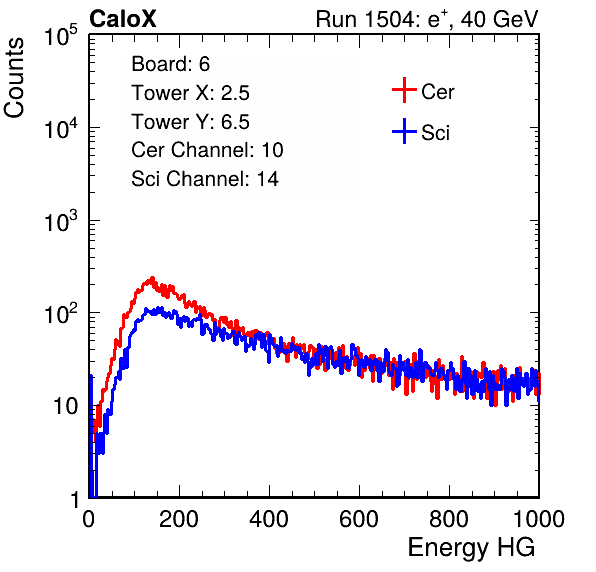 CaloX Run 1504: e⁺, 40 GeV
Board: 6
Tower X: 2.5
Tower Y: 6.5
Cer Channel: 10
Sci Channel: 14
Cer
Sci
Counts
10⁵
10⁴
10³
10²
10
1
0 200 400 600 800 1000
Energy HG